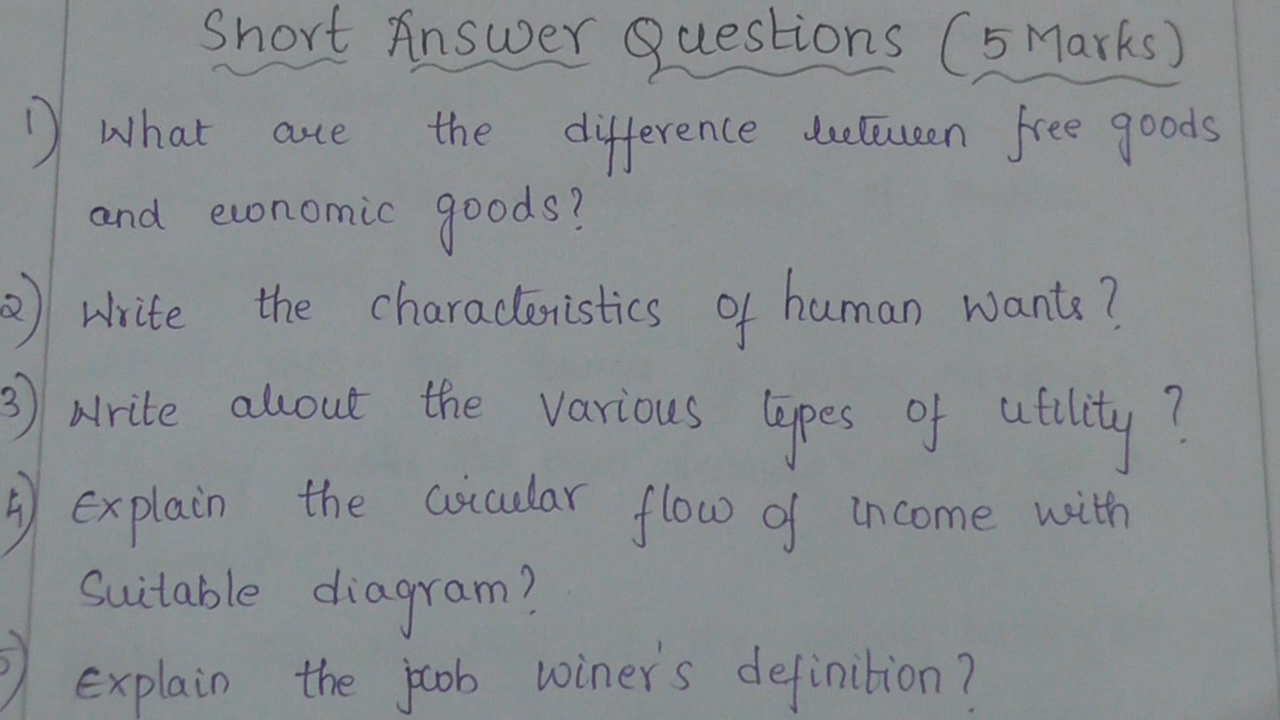 Short Answer Questions (5 Marks)
1) What are the difference between free goods
and economic goods?
2) Write the characteristics of human wants?
3) Write about the various types of utility?
4) Explain the circular flow of income with
Suitable diagram?
5) Explain the jcob winer's definition?